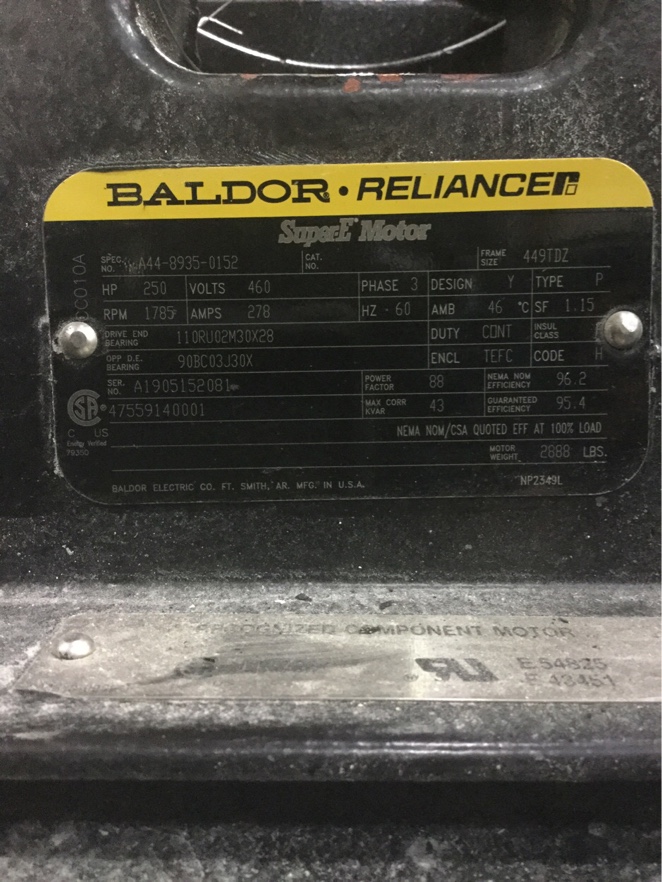 BALDOR • RELIANCE
SuperE Motor
SPEC. NO. A44-8935-0152 CAT. NO. FRAME SIZE 449TDZ
HP 250 VOLTS 460 PHASE 3 DESIGN Y TYPE P
RPM 1785 AMPS 278 HZ - 60 AMB 46 °C SF 1.15
DRIVE END BEARING 110RU02M30X28 DUTY CONT INSUL CLASS
OPP D.E. BEARING 90BC03J30X ENCL TEFC CODE H
SER. NO. A1905152081 POWER FACTOR 88 NEMA NOM EFFICIENCY 96.2
47559140001 MAX CORR KVAR 43 GUARANTEED EFFICIENCY 95.4
C US
Energy Verified
NEMA NOM/CSA QUOTED EFF AT 100% LOAD
MOTOR WEIGHT 2888 LBS.
BALDOR ELECTRIC CO. FT. SMITH, AR. MFG. IN U.S.A. NP2349L
RECOGNIZED COMPONENT MOTOR
E 54825
E 43451